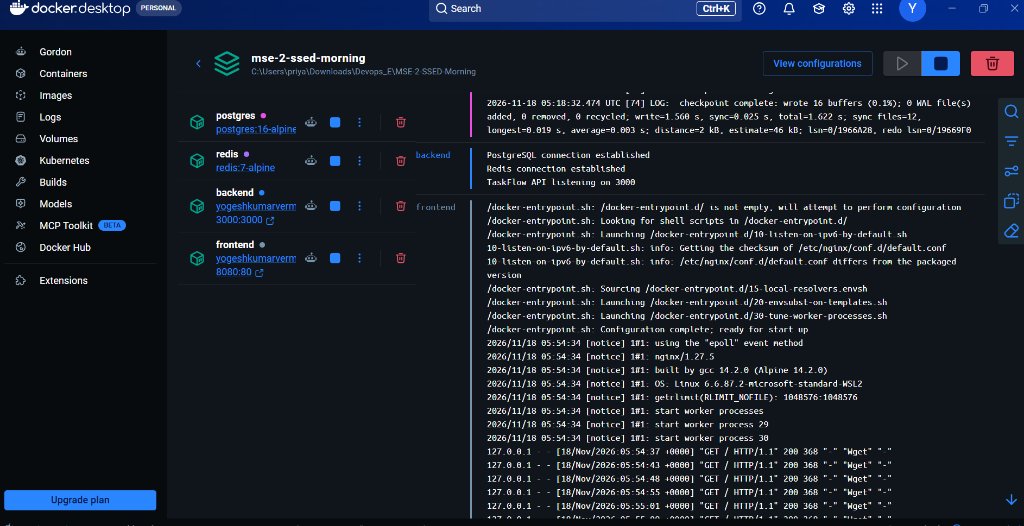 docker.desktop PERSONAL
Search
Ctrl+K
Y
Gordon
Containers
Images
Logs
Volumes
Kubernetes
Builds
Models
MCP Toolkit BETA
Docker Hub
Extensions
Upgrade plan
mse-2-ssed-morning
C:\Users\priya\Downloads\Devops_E\MSE-2-SSED-Morning
View configurations
postgres
postgres:16-alpine
redis
redis:7-alpine
backend
yogeshkumarverm
3000:3000
frontend
yogeshkumarverm
8080:80
2026-11-18 05:18:32.474 UTC [74] LOG:  checkpoint complete: wrote 16 buffers (0.1%); 0 WAL file(s)
added, 0 removed, 0 recycled; write=1.560 s, sync=0.025 s, total=1.622 s; sync files=12,
longest=0.019 s, average=0.003 s; distance=2 kB, estimate=46 kB; lsn=0/1966A28, redo lsn=0/19669F0
backend
PostgreSQL connection established
Redis connection established
TaskFlow API listening on 3000
frontend
/docker-entrypoint.sh: /docker-entrypoint.d/ is not empty, will attempt to perform configuration
/docker-entrypoint.sh: Looking for shell scripts in /docker-entrypoint.d/
/docker-entrypoint.sh: Launching /docker-entrypoint.d/10-listen-on-ipv6-by-default.sh
10-listen-on-ipv6-by-default.sh: info: Getting the checksum of /etc/nginx/conf.d/default.conf
10-listen-on-ipv6-by-default.sh: info: /etc/nginx/conf.d/default.conf differs from the packaged
version
/docker-entrypoint.sh: Sourcing /docker-entrypoint.d/15-local-resolvers.envsh
/docker-entrypoint.sh: Launching /docker-entrypoint.d/20-envsubst-on-templates.sh
/docker-entrypoint.sh: Launching /docker-entrypoint.d/30-tune-worker-processes.sh
/docker-entrypoint.sh: Configuration complete; ready for start up
2026/11/18 05:54:34 [notice] 1#1: using the "epoll" event method
2026/11/18 05:54:34 [notice] 1#1: nginx/1.27.5
2026/11/18 05:54:34 [notice] 1#1: built by gcc 14.2.0 (Alpine 14.2.0)
2026/11/18 05:54:34 [notice] 1#1: OS: Linux 6.6.87.2-microsoft-standard-WSL2
2026/11/18 05:54:34 [notice] 1#1: getrlimit(RLIMIT_NOFILE): 1048576:1048576
2026/11/18 05:54:34 [notice] 1#1: start worker processes
2026/11/18 05:54:34 [notice] 1#1: start worker process 29
2026/11/18 05:54:34 [notice] 1#1: start worker process 30
127.0.0.1 - - [18/Nov/2026:05:54:37 +0000] "GET / HTTP/1.1" 200 368 "-" "Wget" "-"
127.0.0.1 - - [18/Nov/2026:05:54:43 +0000] "GET / HTTP/1.1" 200 368 "-" "Wget" "-"
127.0.0.1 - - [18/Nov/2026:05:54:48 +0000] "GET / HTTP/1.1" 200 368 "-" "Wget" "-"
127.0.0.1 - - [18/Nov/2026:05:54:55 +0000] "GET / HTTP/1.1" 200 368 "-" "Wget" "-"
127.0.0.1 - - [18/Nov/2026:05:55:01 +0000] "GET / HTTP/1.1" 200 368 "-" "Wget" "-"